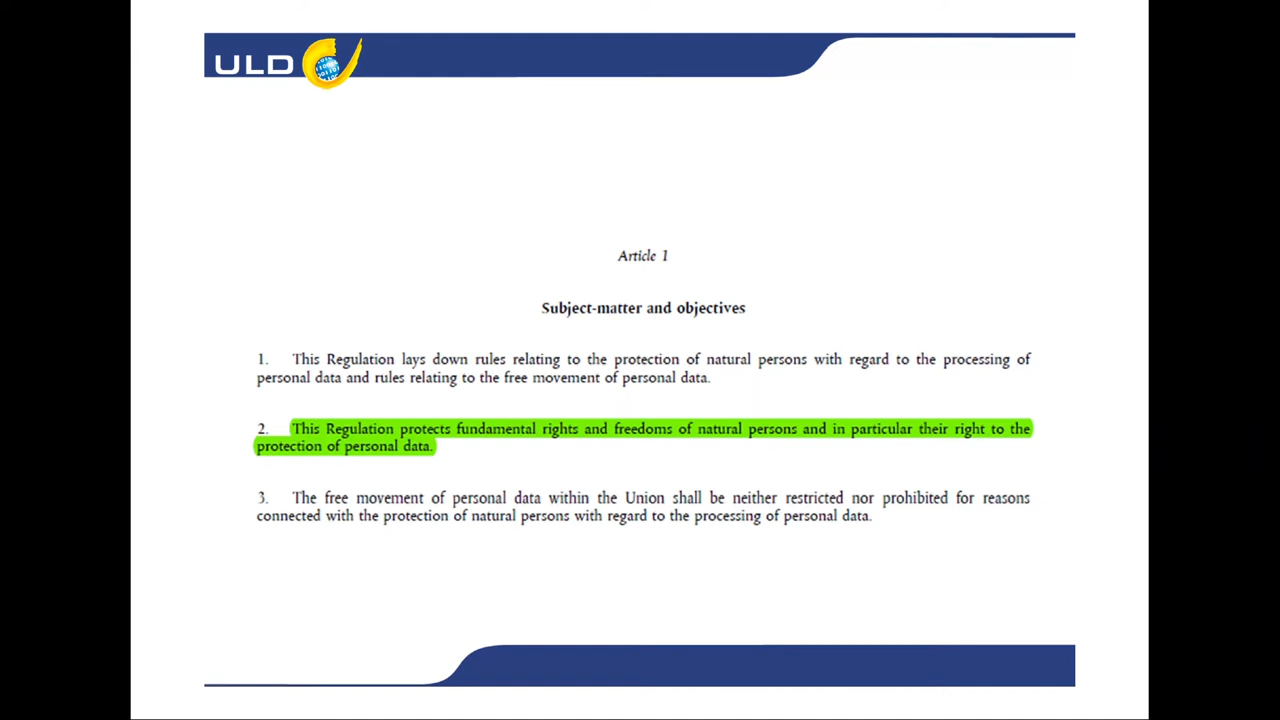 ULD
Article 1
Subject-matter and objectives
1. This Regulation lays down rules relating to the protection of natural persons with regard to the processing of
personal data and rules relating to the free movement of personal data.
2. This Regulation protects fundamental rights and freedoms of natural persons and in particular their right to the
protection of personal data.
3. The free movement of personal data within the Union shall be neither restricted nor prohibited for reasons
connected with the protection of natural persons with regard to the processing of personal data.